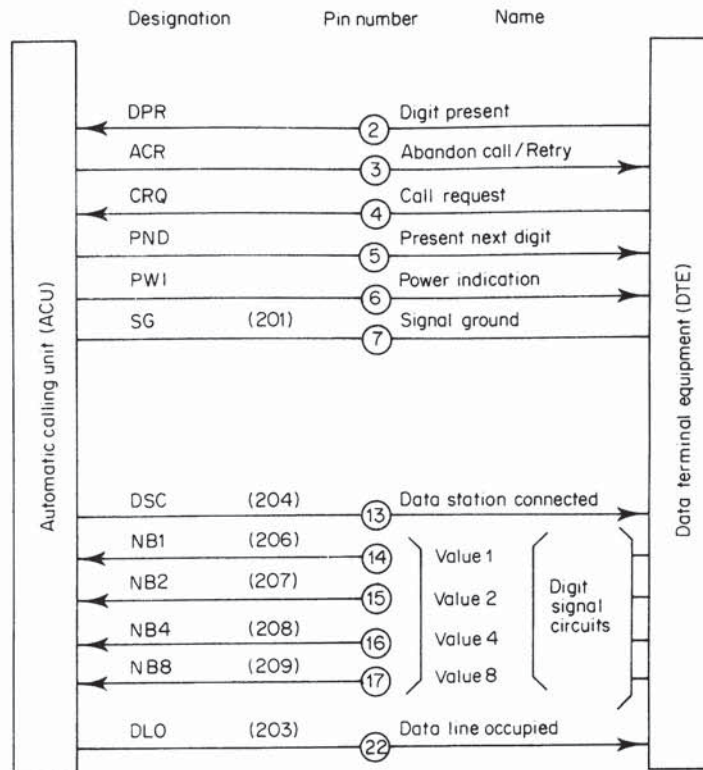 Designation Pin number Name
Automatic calling unit (ACU)
Data terminal equipment (DTE)
DPR 2 Digit present
ACR 3 Abandon call/Retry
CRQ 4 Call request
PND 5 Present next digit
PWI 6 Power indication
SG (201) 7 Signal ground
DSC (204) 13 Data station connected
NB1 (206) 14 Value 1
NB2 (207) 15 Value 2
Digit
signal
circuits
NB4 (208) 16 Value 4
NB8 (209) 17 Value 8
DLO (203) 22 Data line occupied